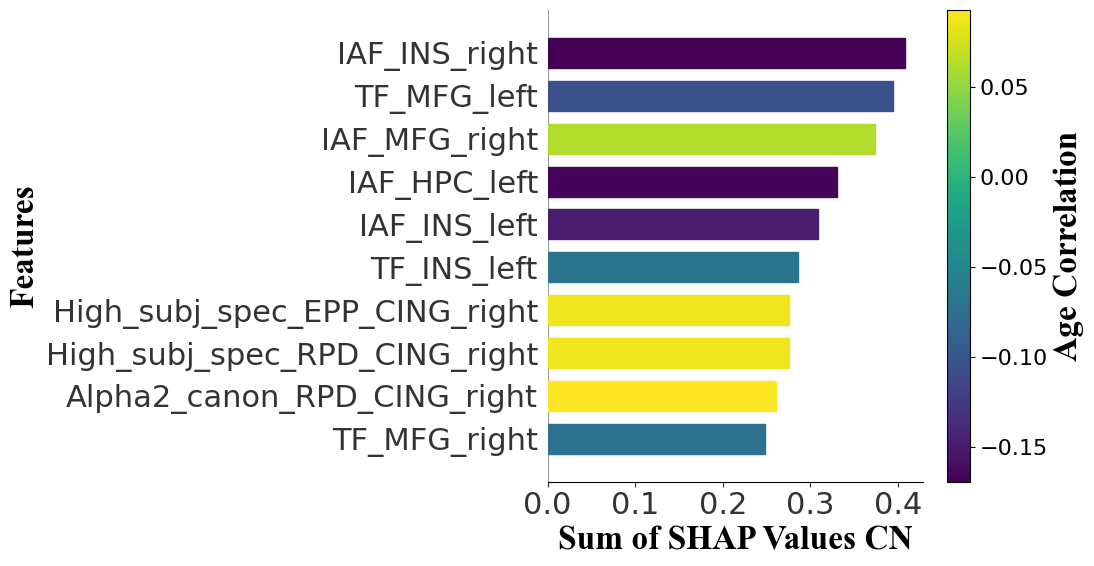 IAF_INS_right
TF_MFG_left
IAF_MFG_right
IAF_HPC_left
IAF_INS_left
TF_INS_left
High_subj_spec_EPP_CING_right
High_subj_spec_RPD_CING_right
Alpha2_canon_RPD_CING_right
TF_MFG_right
Features
0.0 0.1 0.2 0.3 0.4
Sum of SHAP Values CN
0.05
0.00
−0.05
−0.10
−0.15
Age Correlation